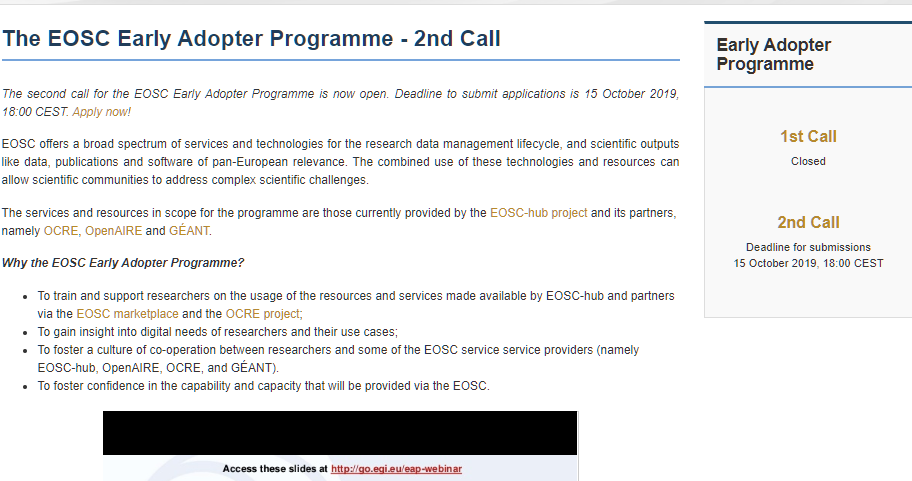 The EOSC Early Adopter Programme - 2nd Call
The second call for the EOSC Early Adopter Programme is now open. Deadline to submit applications is 15 October 2019,
18:00 CEST. Apply now!
EOSC offers a broad spectrum of services and technologies for the research data management lifecycle, and scientific outputs
like data, publications and software of pan-European relevance. The combined use of these technologies and resources can
allow scientific communities to address complex scientific challenges.
The services and resources in scope for the programme are those currently provided by the EOSC-hub project and its partners,
namely OCRE, OpenAIRE and GÉANT.
Why the EOSC Early Adopter Programme?
• To train and support researchers on the usage of the resources and services made available by EOSC-hub and partners
via the EOSC marketplace and the OCRE project;
• To gain insight into digital needs of researchers and their use cases;
• To foster a culture of co-operation between researchers and some of the EOSC service service providers (namely
EOSC-hub, OpenAIRE, OCRE, and GÉANT).
• To foster confidence in the capability and capacity that will be provided via the EOSC.
Access these slides at http://go.egi.eu/eap-webinar
Early Adopter
Programme
1st Call
Closed
2nd Call
Deadline for submissions
15 October 2019, 18:00 CEST